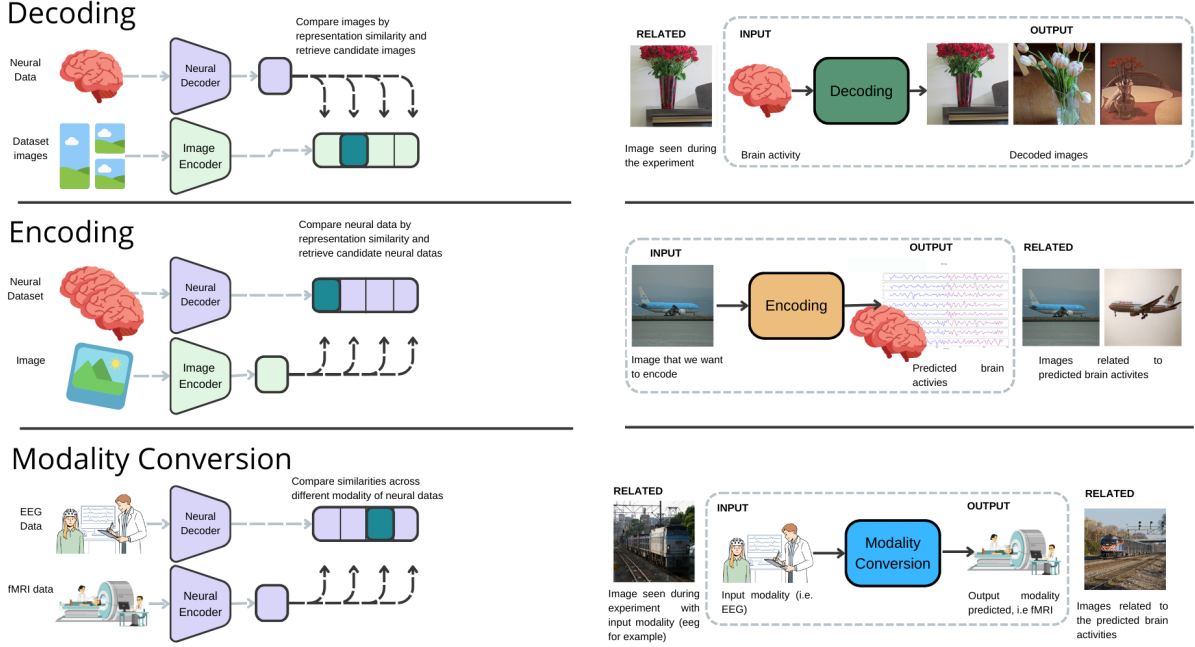 Decoding
Neural
Data
Neural
Decoder
Compare images by
representation similarity and
retrieve candidate images
Dataset
images
Image
Encoder
RELATED
INPUT
OUTPUT
Decoding
Image seen during
the experiment
Brain activity
Decoded images
Encoding
Neural
Dataset
Neural
Decoder
Compare neural data by
representation similarity and
retrieve candidate neural datas
Image
Image
Encoder
INPUT
OUTPUT
RELATED
Encoding
Image that we want
to encode
Predicted brain
activies
Images related to
predicted brain activites
Modality Conversion
EEG
Data
Neural
Decoder
Compare similarities across
different modality of neural datas
fMRI data
Neural
Encoder
RELATED
INPUT
OUTPUT
RELATED
Modality
Conversion
Image seen during
experiment with
input modality (eeg
for example)
Input modality (i.e.
EEG)
Output modality
predicted, i.e fMRI
Images related to
the predicted brain
activities